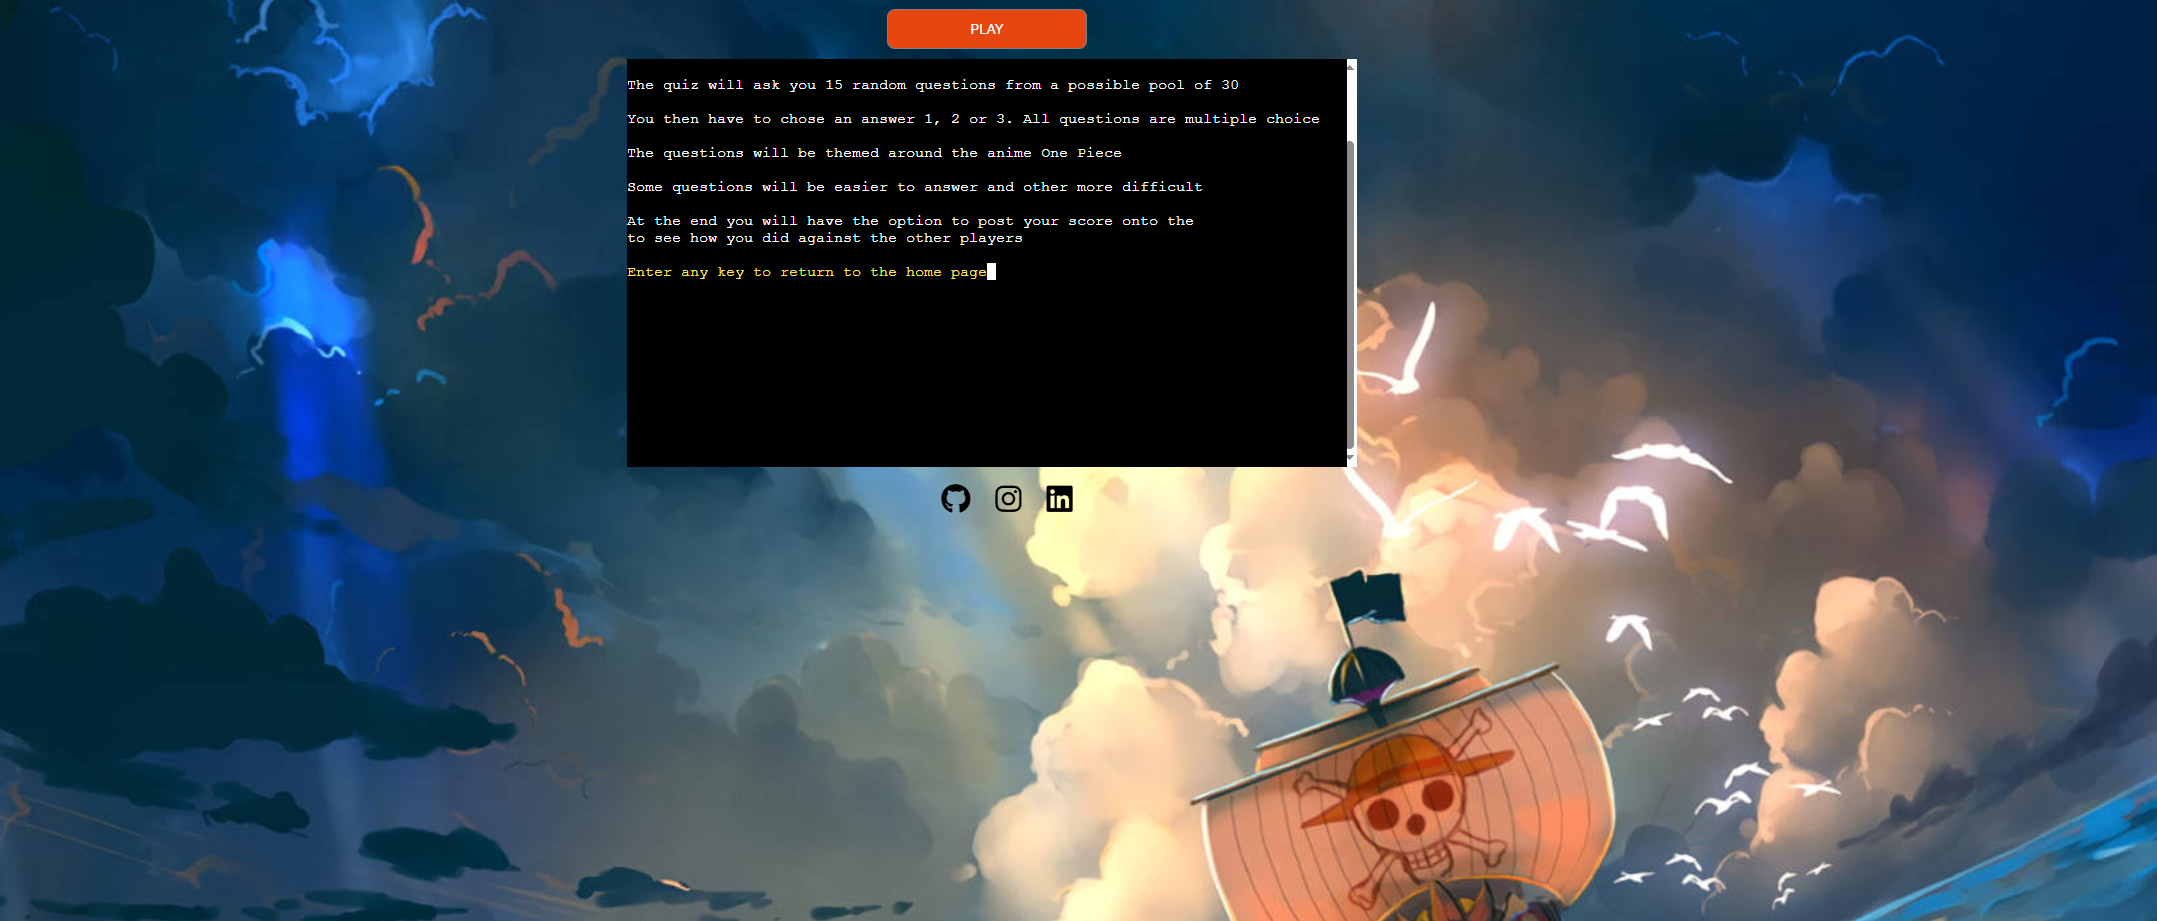 PLAY
The quiz will ask you 15 random questions from a possible pool of 30
You then have to chose an answer 1, 2 or 3. All questions are multiple choice
The questions will be themed around the anime One Piece
Some questions will be easier to answer and other more difficult
At the end you will have the option to post your score onto the
to see how you did against the other players
Enter any key to return to the home page
in